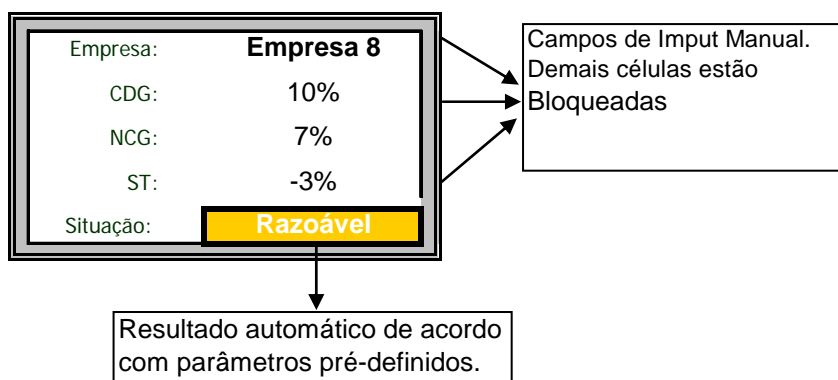 Empresa: Empresa 8
CDG: 10%
NCG: 7%
ST: -3%
Situação: Razoável
Campos de Imput Manual.
Demais células estão
Bloqueadas
Resultado automático de acordo
com parâmetros pré-definidos.